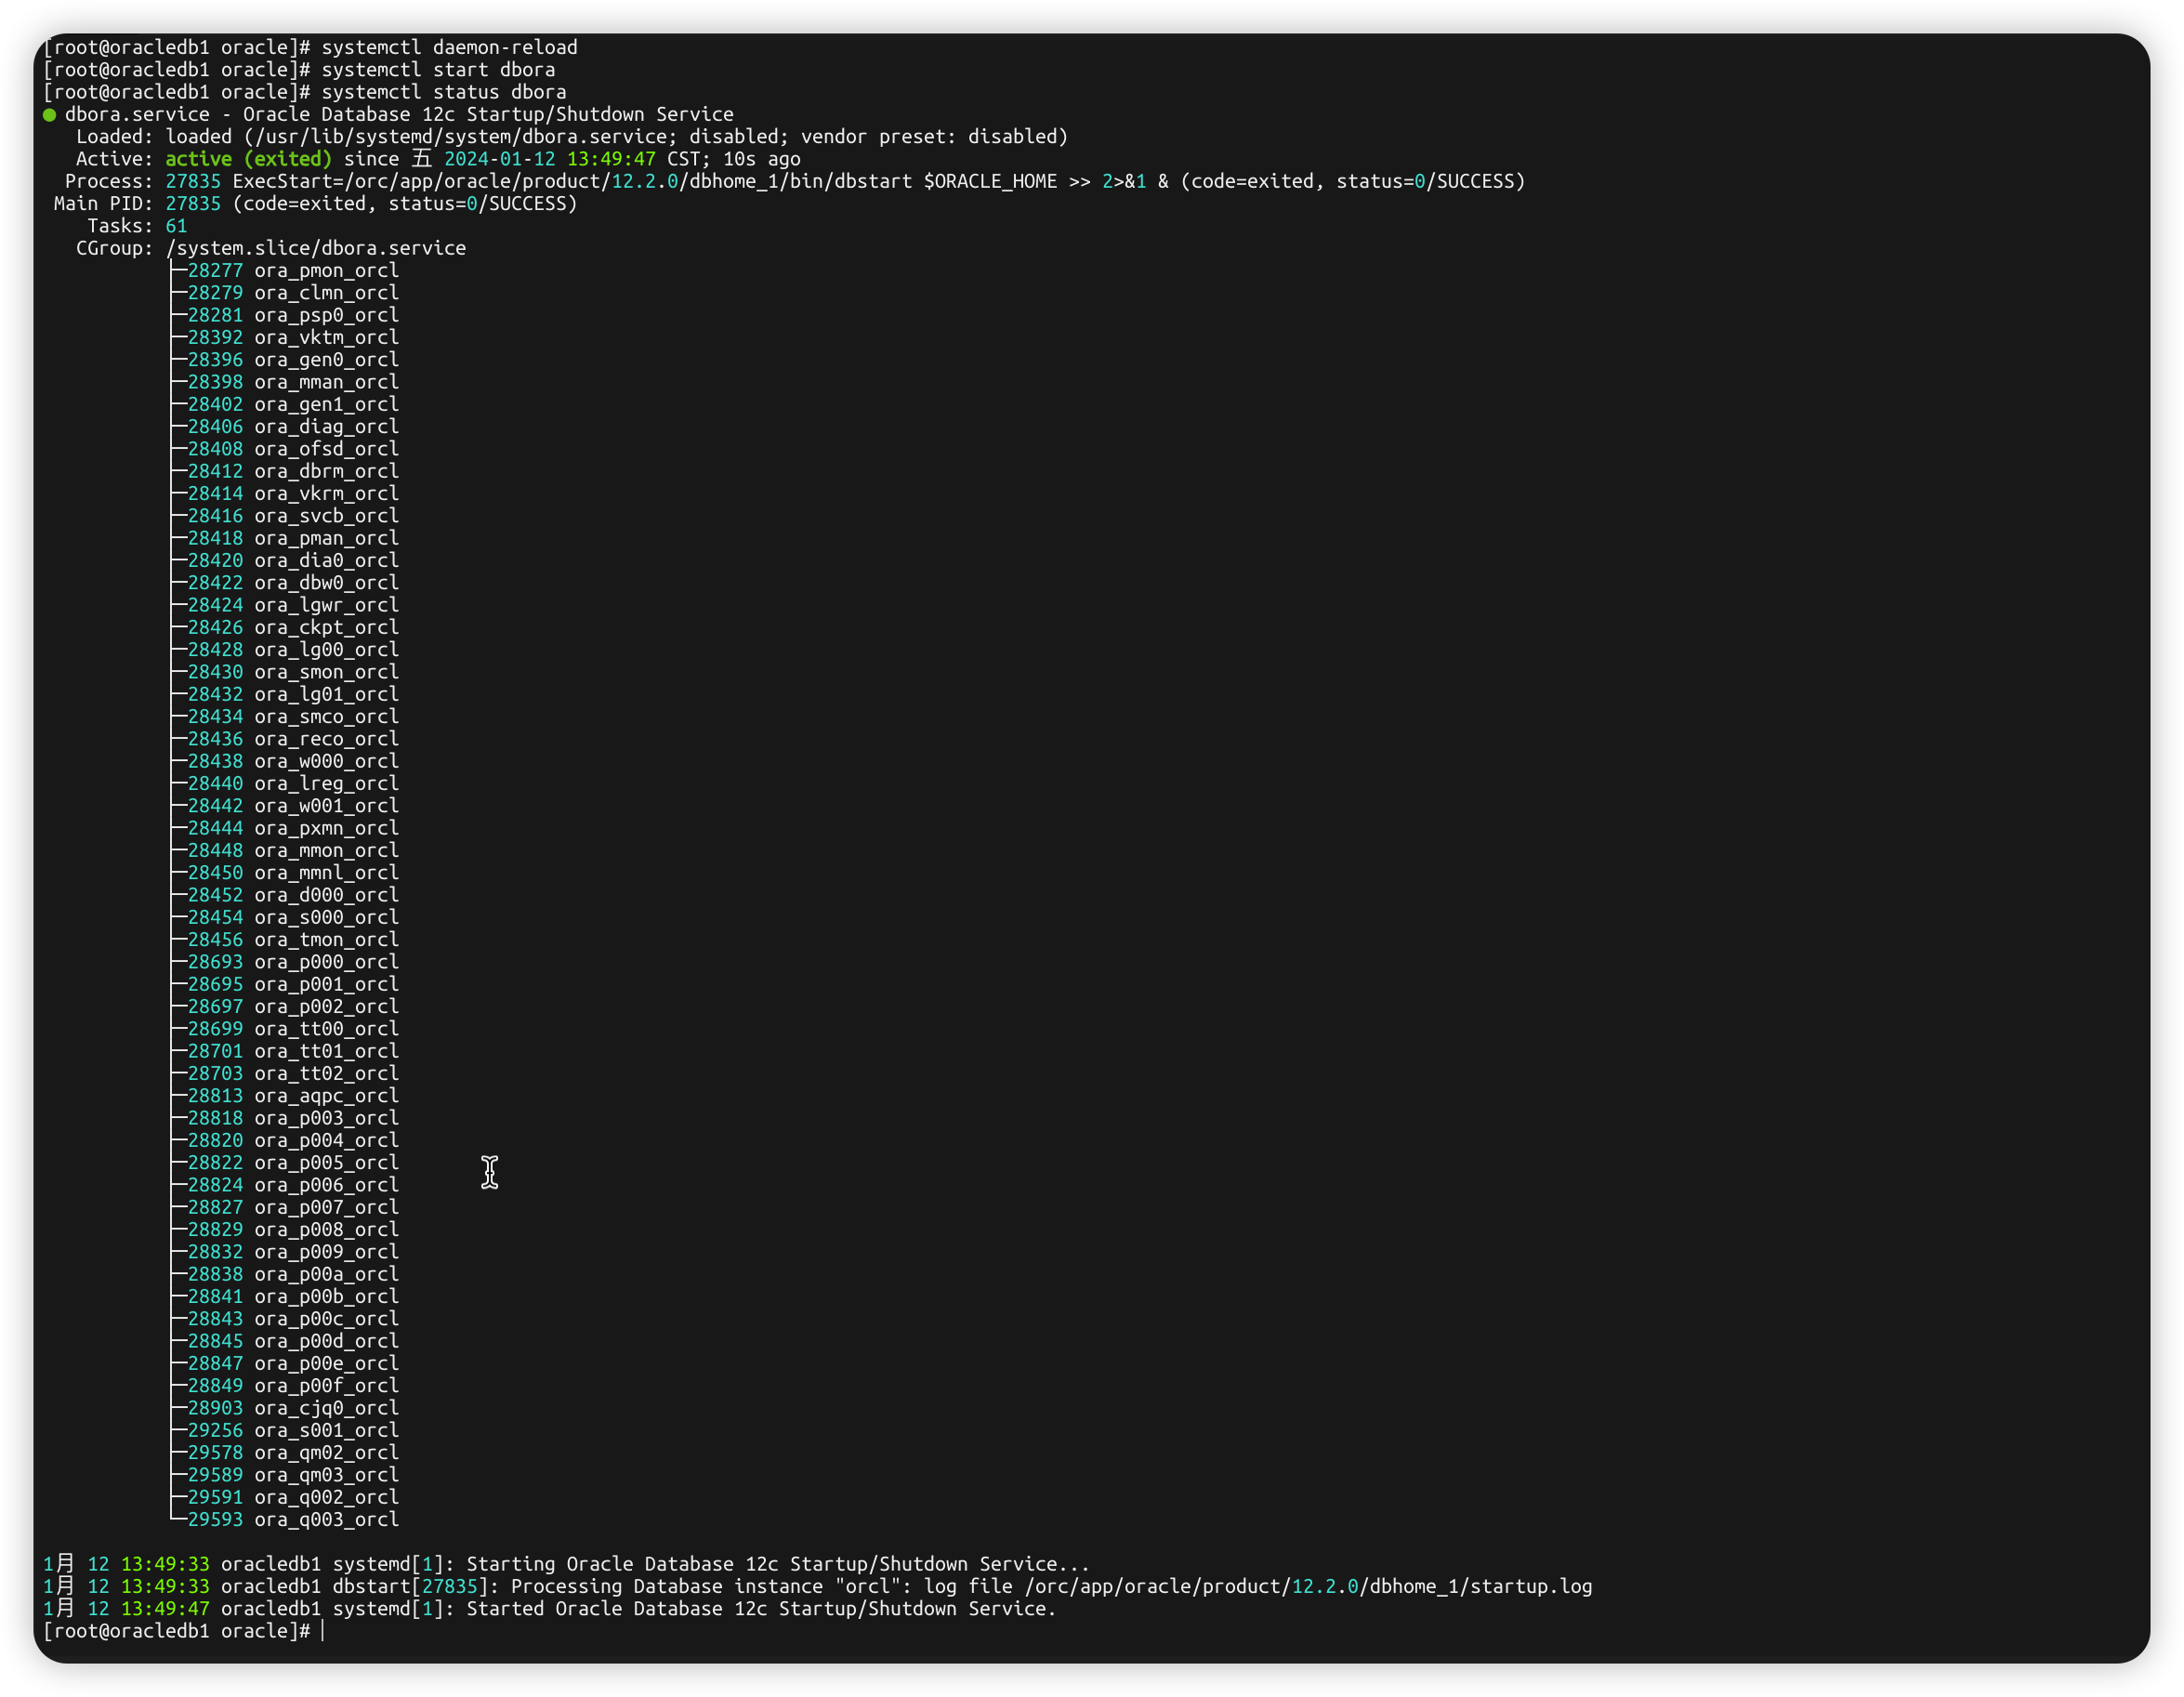 [root@oracledb1 oracle]# systemctl daemon-reload
[root@oracledb1 oracle]# systemctl start dbora
[root@oracledb1 oracle]# systemctl status dbora
● dbora.service - Oracle Database 12c Startup/Shutdown Service
   Loaded: loaded (/usr/lib/systemd/system/dbora.service; disabled; vendor preset: disabled)
   Active: active (exited) since 五 2024-01-12 13:49:47 CST; 10s ago
  Process: 27835 ExecStart=/orc/app/oracle/product/12.2.0/dbhome_1/bin/dbstart $ORACLE_HOME >> 2>&1 & (code=exited, status=0/SUCCESS)
 Main PID: 27835 (code=exited, status=0/SUCCESS)
    Tasks: 61
   CGroup: /system.slice/dbora.service
           ├─28277 ora_pmon_orcl
           ├─28279 ora_clmn_orcl
           ├─28281 ora_psp0_orcl
           ├─28392 ora_vktm_orcl
           ├─28396 ora_gen0_orcl
           ├─28398 ora_mman_orcl
           ├─28402 ora_gen1_orcl
           ├─28406 ora_diag_orcl
           ├─28408 ora_ofsd_orcl
           ├─28412 ora_dbrm_orcl
           ├─28414 ora_vkrm_orcl
           ├─28416 ora_svcb_orcl
           ├─28418 ora_pman_orcl
           ├─28420 ora_dia0_orcl
           ├─28422 ora_dbw0_orcl
           ├─28424 ora_lgwr_orcl
           ├─28426 ora_ckpt_orcl
           ├─28428 ora_lg00_orcl
           ├─28430 ora_smon_orcl
           ├─28432 ora_lg01_orcl
           ├─28434 ora_smco_orcl
           ├─28436 ora_reco_orcl
           ├─28438 ora_w000_orcl
           ├─28440 ora_lreg_orcl
           ├─28442 ora_w001_orcl
           ├─28444 ora_pxmn_orcl
           ├─28448 ora_mmon_orcl
           ├─28450 ora_mmnl_orcl
           ├─28452 ora_d000_orcl
           ├─28454 ora_s000_orcl
           ├─28456 ora_tmon_orcl
           ├─28693 ora_p000_orcl
           ├─28695 ora_p001_orcl
           ├─28697 ora_p002_orcl
           ├─28699 ora_tt00_orcl
           ├─28701 ora_tt01_orcl
           ├─28703 ora_tt02_orcl
           ├─28813 ora_aqpc_orcl
           ├─28818 ora_p003_orcl
           ├─28820 ora_p004_orcl
           ├─28822 ora_p005_orcl
           ├─28824 ora_p006_orcl
           ├─28827 ora_p007_orcl
           ├─28829 ora_p008_orcl
           ├─28832 ora_p009_orcl
           ├─28838 ora_p00a_orcl
           ├─28841 ora_p00b_orcl
           ├─28843 ora_p00c_orcl
           ├─28845 ora_p00d_orcl
           ├─28847 ora_p00e_orcl
           ├─28849 ora_p00f_orcl
           ├─28903 ora_cjq0_orcl
           ├─29256 ora_s001_orcl
           ├─29578 ora_qm02_orcl
           ├─29589 ora_qm03_orcl
           ├─29591 ora_q002_orcl
           └─29593 ora_q003_orcl

1月 12 13:49:33 oracledb1 systemd[1]: Starting Oracle Database 12c Startup/Shutdown Service...
1月 12 13:49:33 oracledb1 dbstart[27835]: Processing Database instance "orcl": log file /orc/app/oracle/product/12.2.0/dbhome_1/startup.log
1月 12 13:49:47 oracledb1 systemd[1]: Started Oracle Database 12c Startup/Shutdown Service.
[root@oracledb1 oracle]#